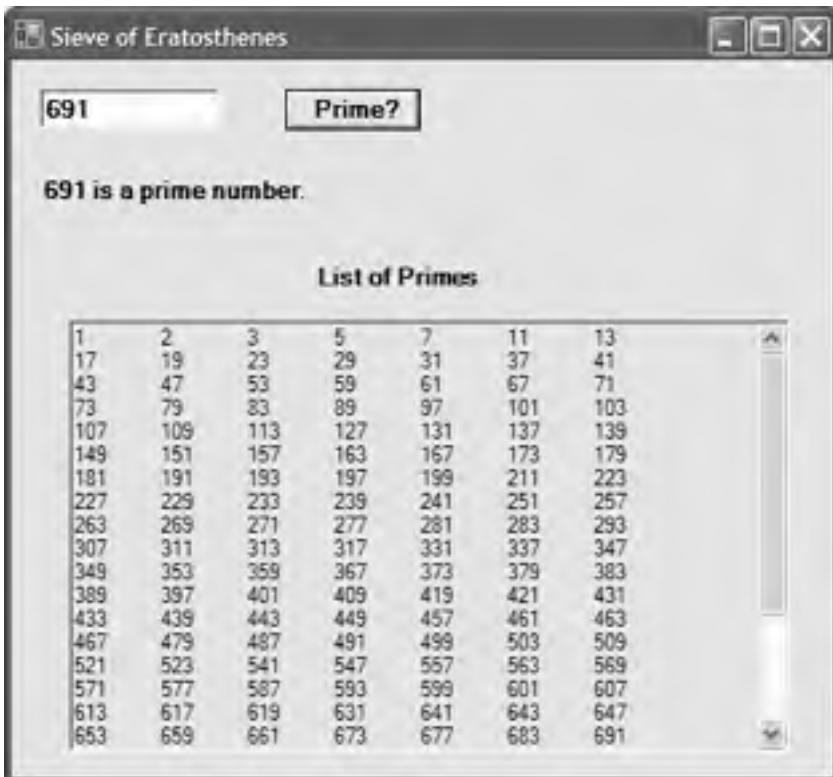 Sieve of Eratosthenes
691 Prime?
691 is a prime number.
List of Primes
1 2 3 5 7 11 13
17 19 23 29 31 37 41
43 47 53 59 61 67 71
73 79 83 89 97 101 103
107 109 113 127 131 137 139
149 151 157 163 167 173 179
181 191 193 197 199 211 223
227 229 233 239 241 251 257
263 269 271 277 281 283 293
307 311 313 317 331 337 347
349 353 359 367 373 379 383
389 397 401 409 419 421 431
433 439 443 449 457 461 463
467 479 487 491 499 503 509
521 523 541 547 557 563 569
571 577 587 593 599 601 607
613 617 619 631 641 643 647
653 659 661 673 677 683 691